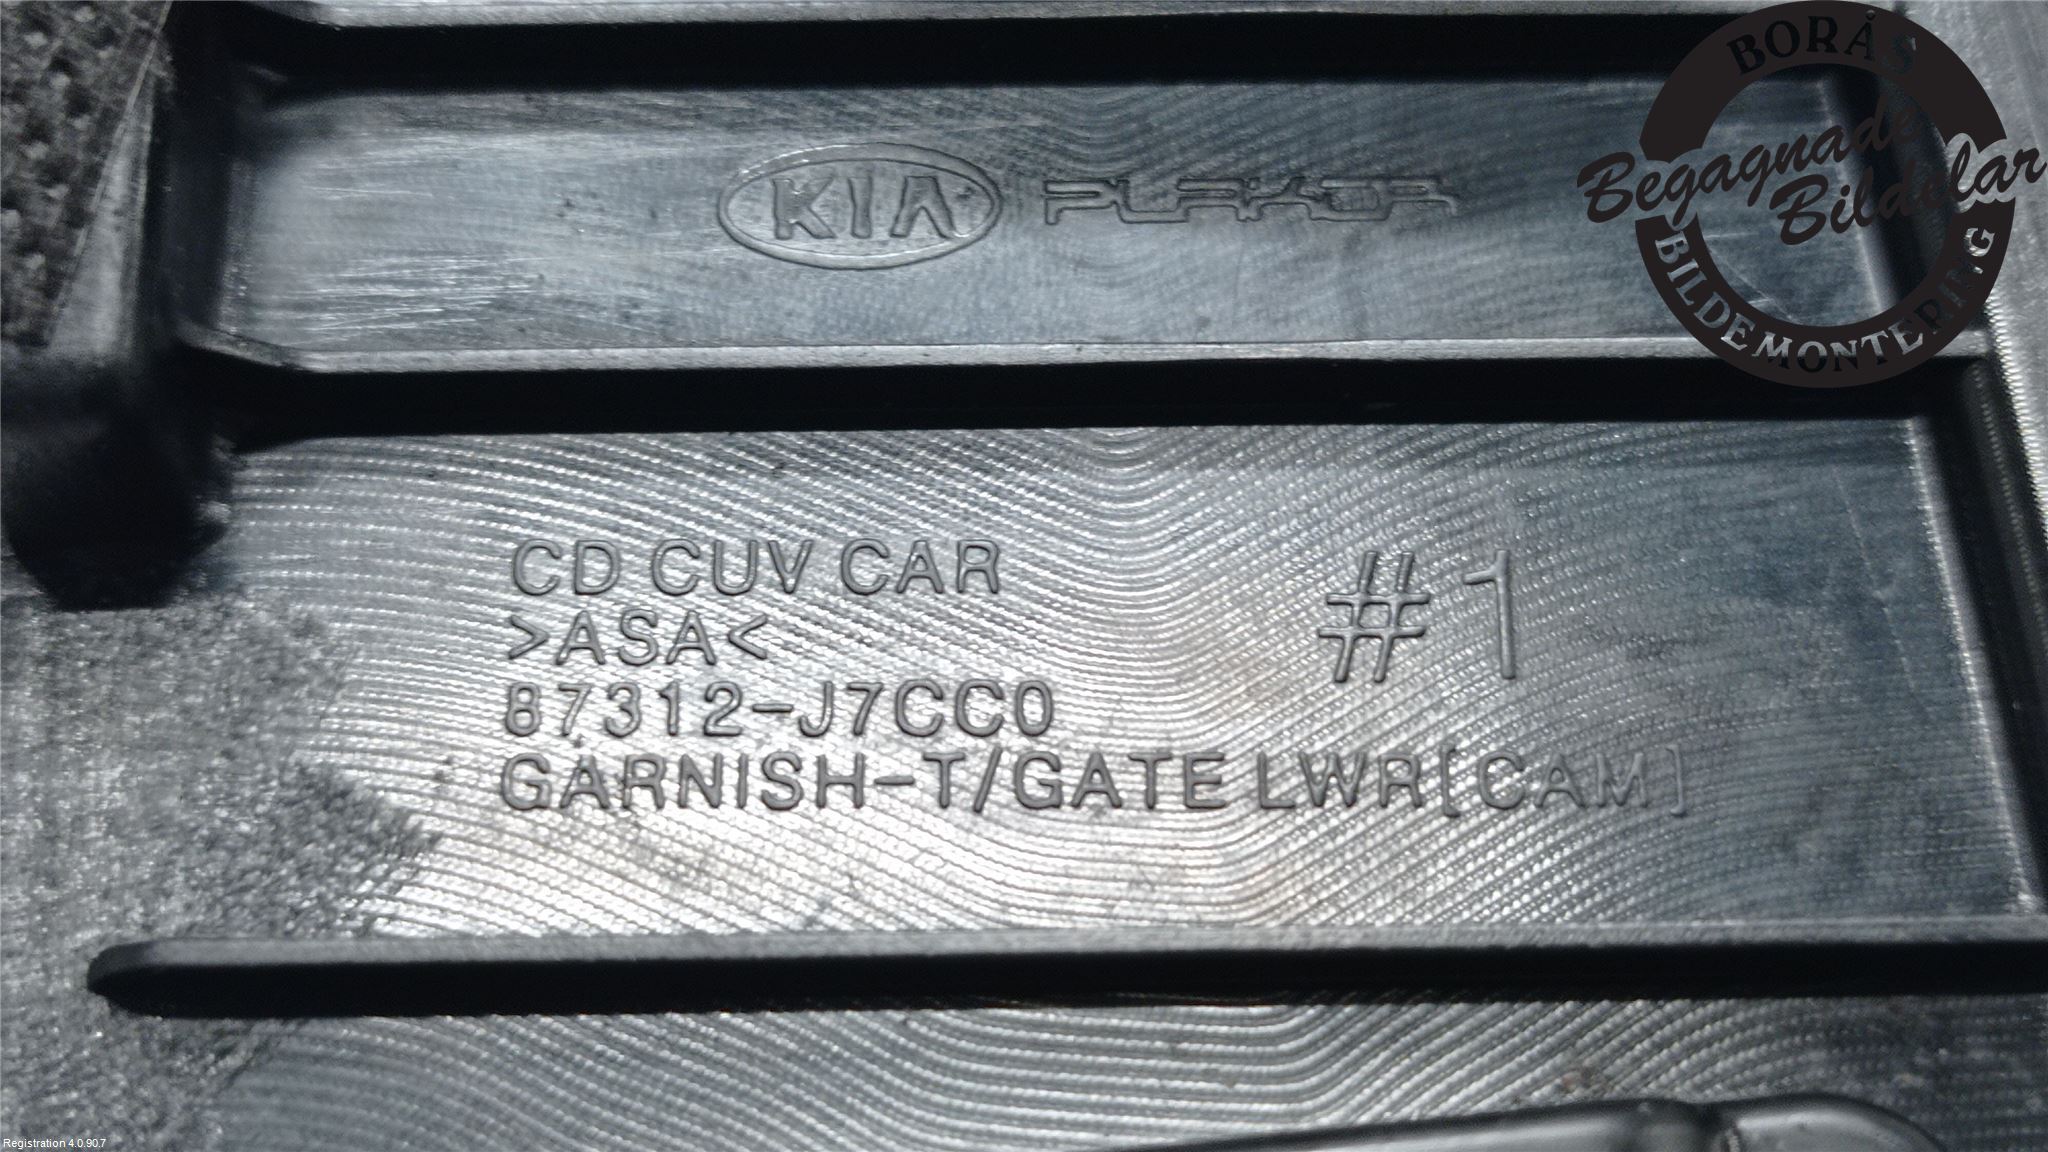 KIA PLAKOR
CD CUV CAR
>ASA<
87312-J7CC0
GARNISH-T/GATE LWR[CAM]
#1
BORÅS
Begagnade
Bildelar
BILDEMONTERING
Registration 4.0.90.7